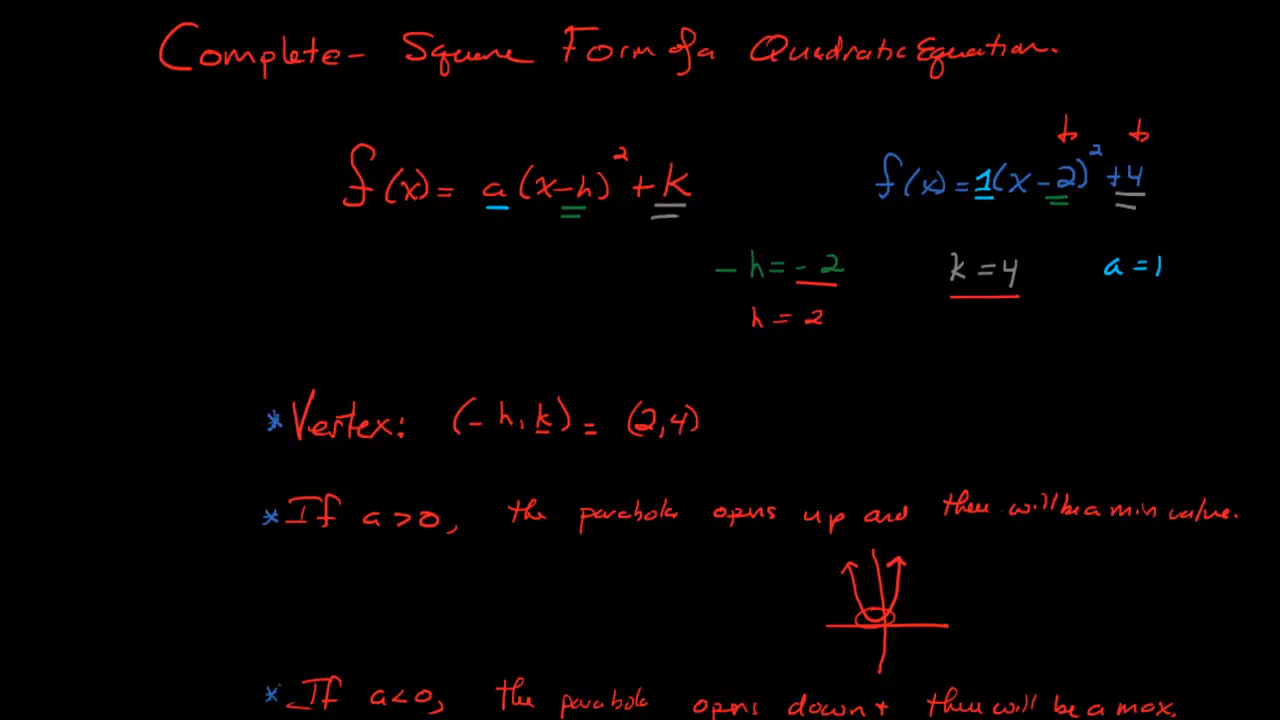 Complete- Square Form of a Quadratic Equation.
f(x) = a(x-h)² + k
f(x) = 1(x-2)² +4
-h = -2 k = 4 a = 1
h = 2
* Vertex: (-h, k) = (2,4)
* If a>0, the parabola opens up and there will be a min value.
* If a<0, the parabola opens down + there will be a max.